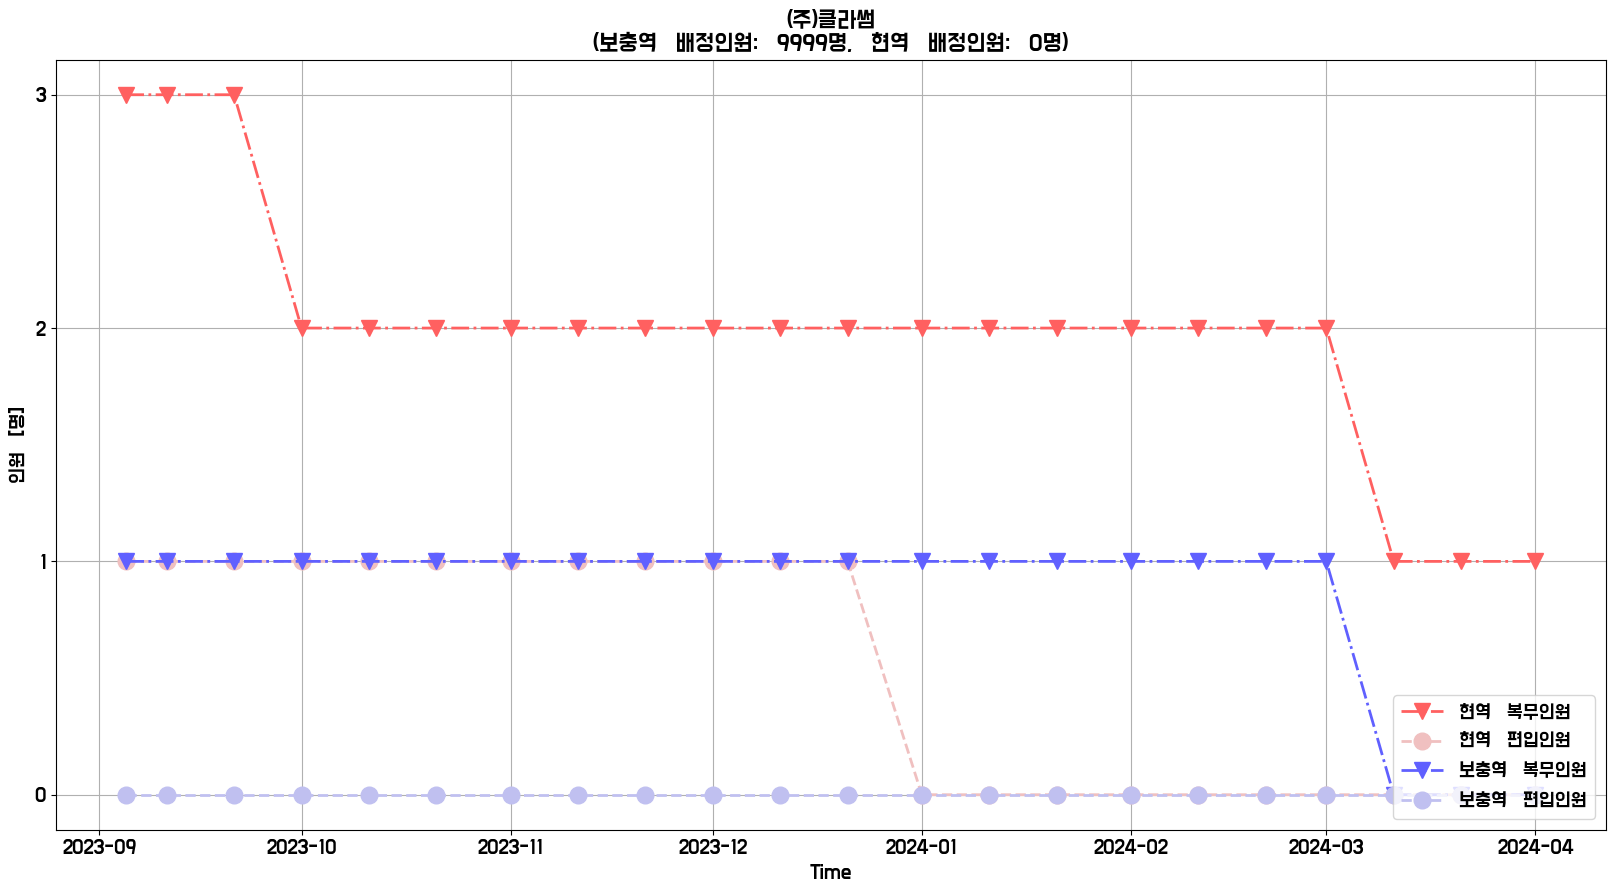 (주)클라썸
(보충역 배정인원: 9999명, 현역 배정인원: 0명)
인원 [명]
3
2
1
0
2023-09 2023-10 2023-11 2023-12 2024-01 2024-02 2024-03 2024-04
Time
현역 복무인원
현역 편입인원
보충역 복무인원
보충역 편입인원